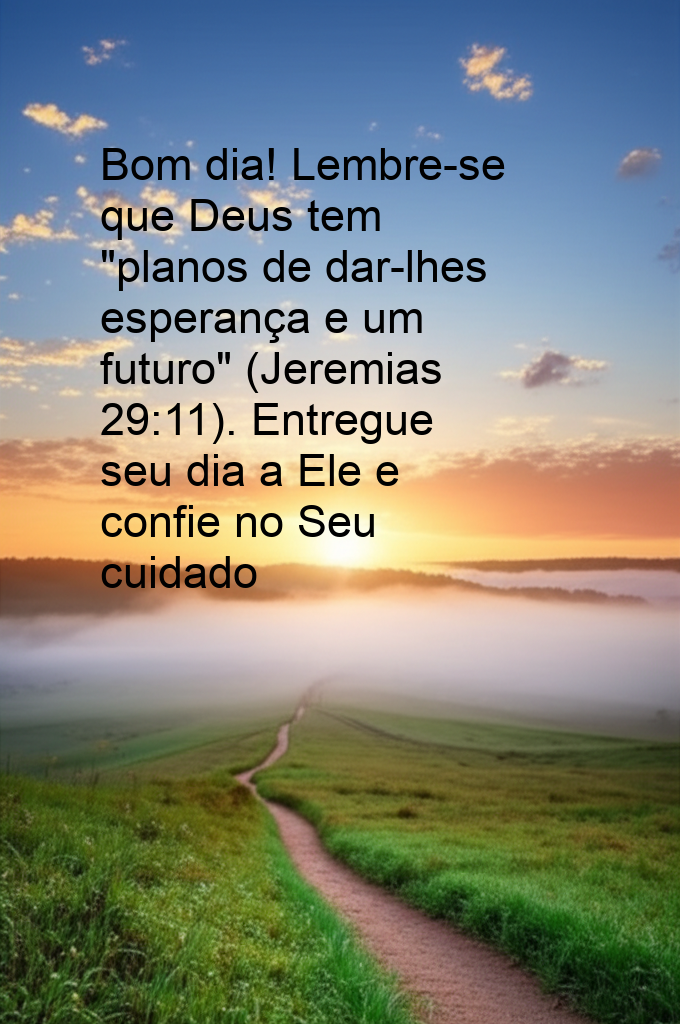 Bom dia! Lembre-se
que Deus tem
"planos de dar-lhes
esperança e um
futuro" (Jeremias
29:11). Entregue
seu dia a Ele e
confie no Seu
cuidado